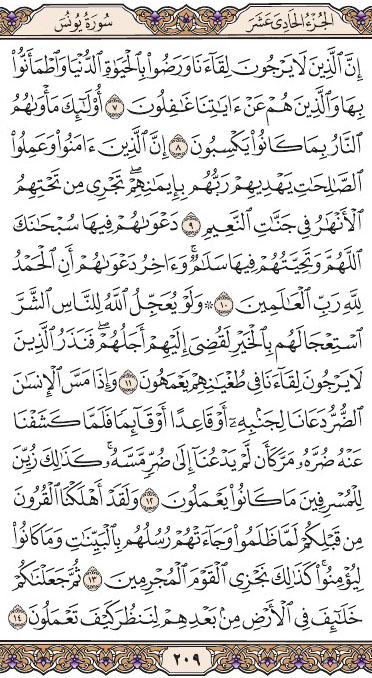 سُورَةُ يُونُسَ الجُزْءُ الحَادِى عَشَرَ
إِنَّ ٱلَّذِينَ لَا يَرۡجُونَ لِقَآءَنَا وَرَضُوا۟ بِٱلۡحَيَوٰةِ ٱلدُّنۡيَا وَٱطۡمَأَنُّوا۟
بِهَا وَٱلَّذِينَ هُمۡ عَنۡ ءَايَٰتِنَا غَٰفِلُونَ ٧ أُو۟لَٰٓئِكَ مَأۡوَىٰهُمُ
ٱلنَّارُ بِمَا كَانُوا۟ يَكۡسِبُونَ ٨ إِنَّ ٱلَّذِينَ ءَامَنُوا۟ وَعَمِلُوا۟
ٱلصَّٰلِحَٰتِ يَهۡدِيهِمۡ رَبُّهُم بِإِيمَٰنِهِمۡۖ تَجۡرِى مِن تَحۡتِهِمُ
ٱلۡأَنۡهَٰرُ فِى جَنَّٰتِ ٱلنَّعِيمِ ٩ دَعۡوَىٰهُمۡ فِيهَا سُبۡحَٰنَكَ
ٱللَّهُمَّ وَتَحِيَّتُهُمۡ فِيهَا سَلَٰمٌۚ وَءَاخِرُ دَعۡوَىٰهُمۡ أَنِ ٱلۡحَمۡدُ
لِلَّهِ رَبِّ ٱلۡعَٰلَمِينَ ١٠ ۞ وَلَوۡ يُعَجِّلُ ٱللَّهُ لِلنَّاسِ ٱلشَّرَّ
ٱسۡتِعۡجَالَهُم بِٱلۡخَيۡرِ لَقُضِىَ إِلَيۡهِمۡ أَجَلُهُمۡۖ فَنَذَرُ ٱلَّذِينَ
لَا يَرۡجُونَ لِقَآءَنَا فِى طُغۡيَٰنِهِمۡ يَعۡمَهُونَ ١١ وَإِذَا مَسَّ ٱلۡإِنسَٰنَ
ٱلضُّرُّ دَعَانَا لِجَنۢبِهِۦٓ أَوۡ قَاعِدًا أَوۡ قَآئِمًا فَلَمَّا كَشَفۡنَا
عَنۡهُ ضُرَّهُۥ مَرَّ كَأَن لَّمۡ يَدۡعُنَآ إِلَىٰ ضُرٍّ مَّسَّهُۥۚ كَذَٰلِكَ زُيِّنَ
لِلۡمُسۡرِفِينَ مَا كَانُوا۟ يَعۡمَلُونَ ١٢ وَلَقَدۡ أَهۡلَكۡنَا ٱلۡقُرُونَ
مِن قَبۡلِكُمۡ لَمَّا ظَلَمُوا۟ وَجَآءَتۡهُمۡ رُسُلُهُم بِٱلۡبَيِّنَٰتِ وَمَا كَانُوا۟
لِيُؤۡمِنُوا۟ۚ كَذَٰلِكَ نَجۡزِى ٱلۡقَوۡمَ ٱلۡمُجۡرِمِينَ ١٣ ثُمَّ جَعَلۡنَٰكُمۡ
خَلَٰٓئِفَ فِى ٱلۡأَرۡضِ مِنۢ بَعۡدِهِمۡ لِنَنظُرَ كَيۡفَ تَعۡمَلُونَ ١٤
٢٠٩